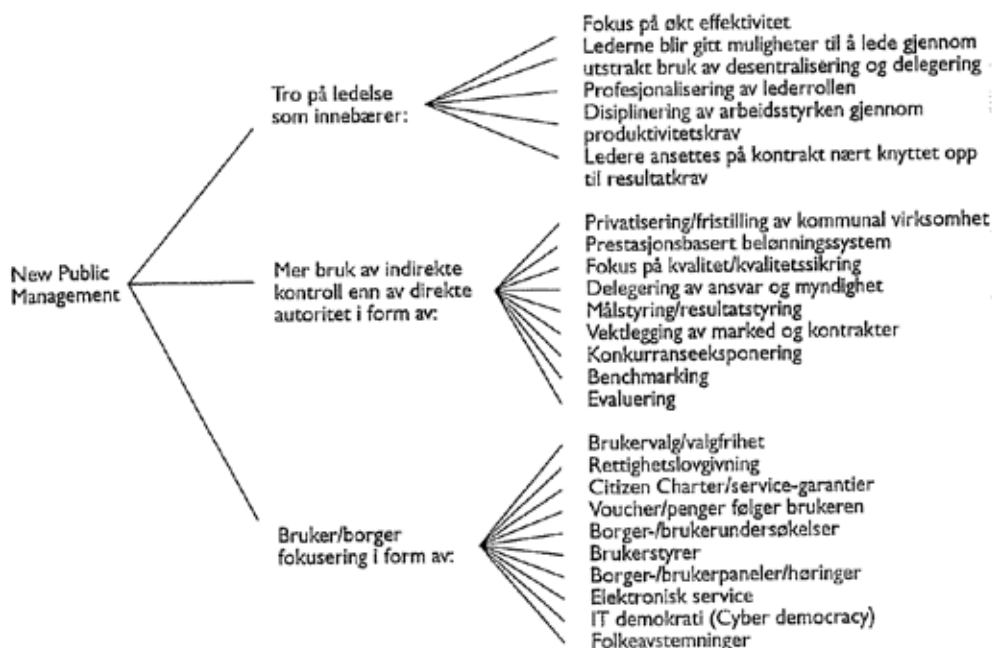 New Public
Management
Tro på ledelse
som innebærer:
Fokus på økt effektivitet
Lederne blir gitt muligheter til å lede gjennom
utstrakt bruk av desentralisering og delegering
Profesjonalisering av lederrollen
Disiplinering av arbeidsstyrken gjennom
produktivitetskrav
Ledere ansettes på kontrakt nært knyttet opp
til resultatkrav
Mer bruk av indirekte
kontroll enn av direkte
autoritet i form av:
Privatisering/fristilling av kommunal virksomhet
Prestasjonsbasert belønningssystem
Fokus på kvalitet/kvalitetssikring
Delegering av ansvar og myndighet
Målstyring/resultatstyring
Vektlegging av marked og kontrakter
Konkurranseeksponering
Benchmarking
Evaluering
Bruker/borger
fokusering i form av:
Brukervalg/valgfrihet
Rettighetslovgivning
Citizen Charter/service-garantier
Voucher/penger følger brukeren
Borger-/brukerundersøkelser
Brukerstyrer
Borger-/brukerpaneler/høringer
Elektronisk service
IT demokrati (Cyber democracy)
Folkeavstemninger